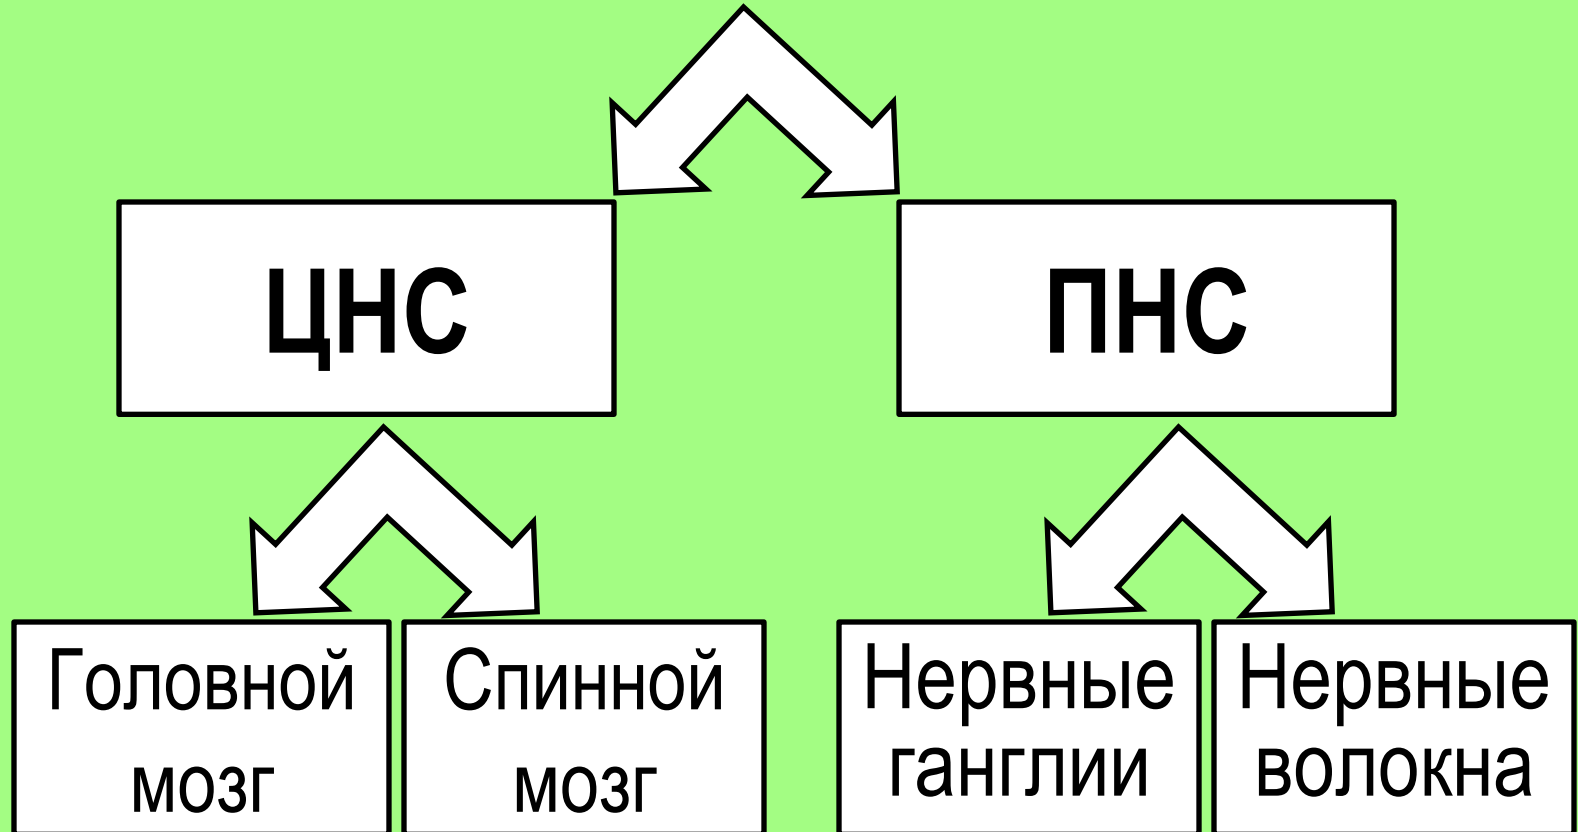 ЦНС
ПНС
Головной
мозг
Спинной
мозг
Нервные
ганглии
Нервные
волокна